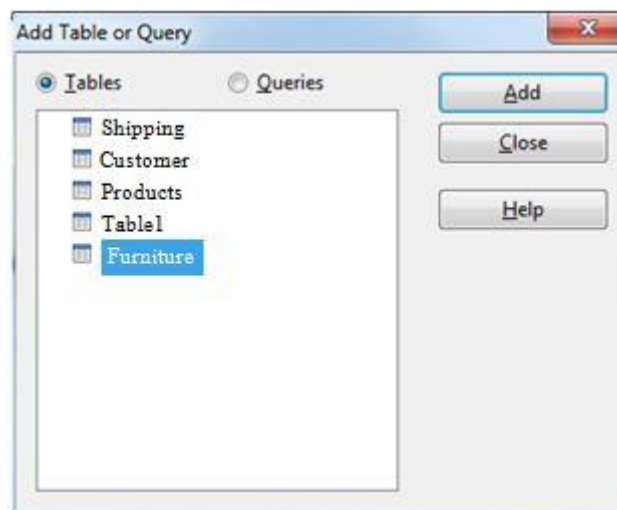 Add Table or Query
Tables
Queries
Shipping
Customer
Products
Table1
Furniture
Add
Close
Help